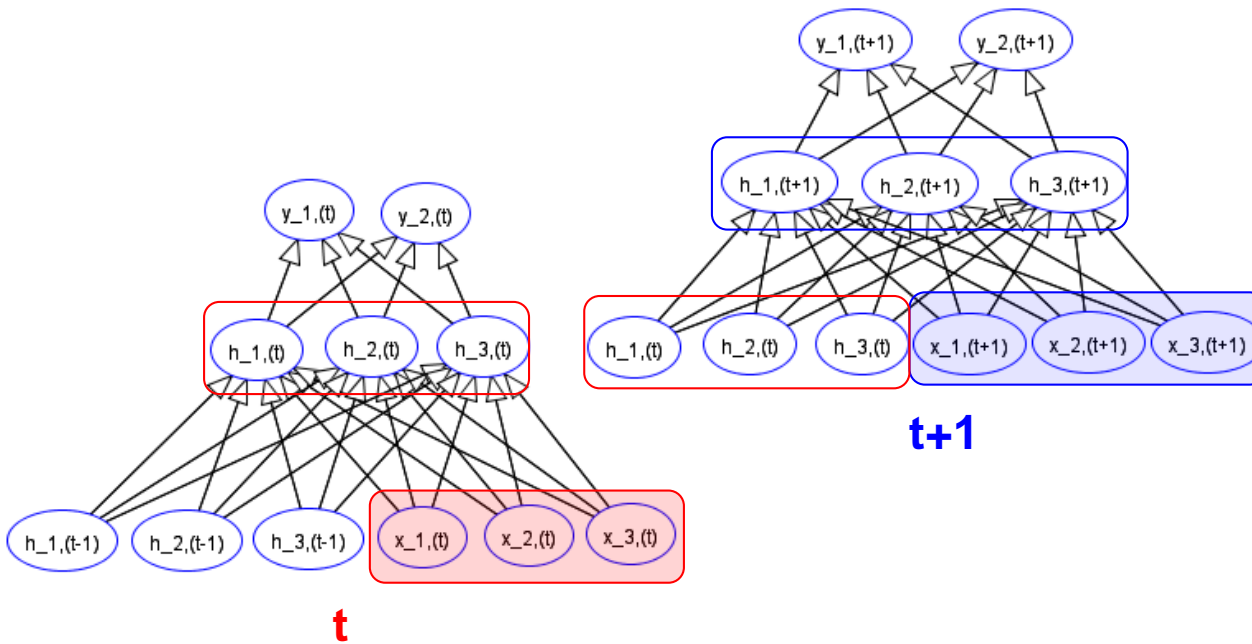 y_1,(t+1) y_2,(t+1)
h_1,(t+1) h_2,(t+1) h_3,(t+1)
y_1,(t) y_2,(t)
h_1,(t) h_2,(t) h_3,(t)
h_1,(t) h_2,(t) h_3,(t) x_1,(t+1) x_2,(t+1) x_3,(t+1)
t+1
h_1,(t-1) h_2,(t-1) h_3,(t-1) x_1,(t) x_2,(t) x_3,(t)
t